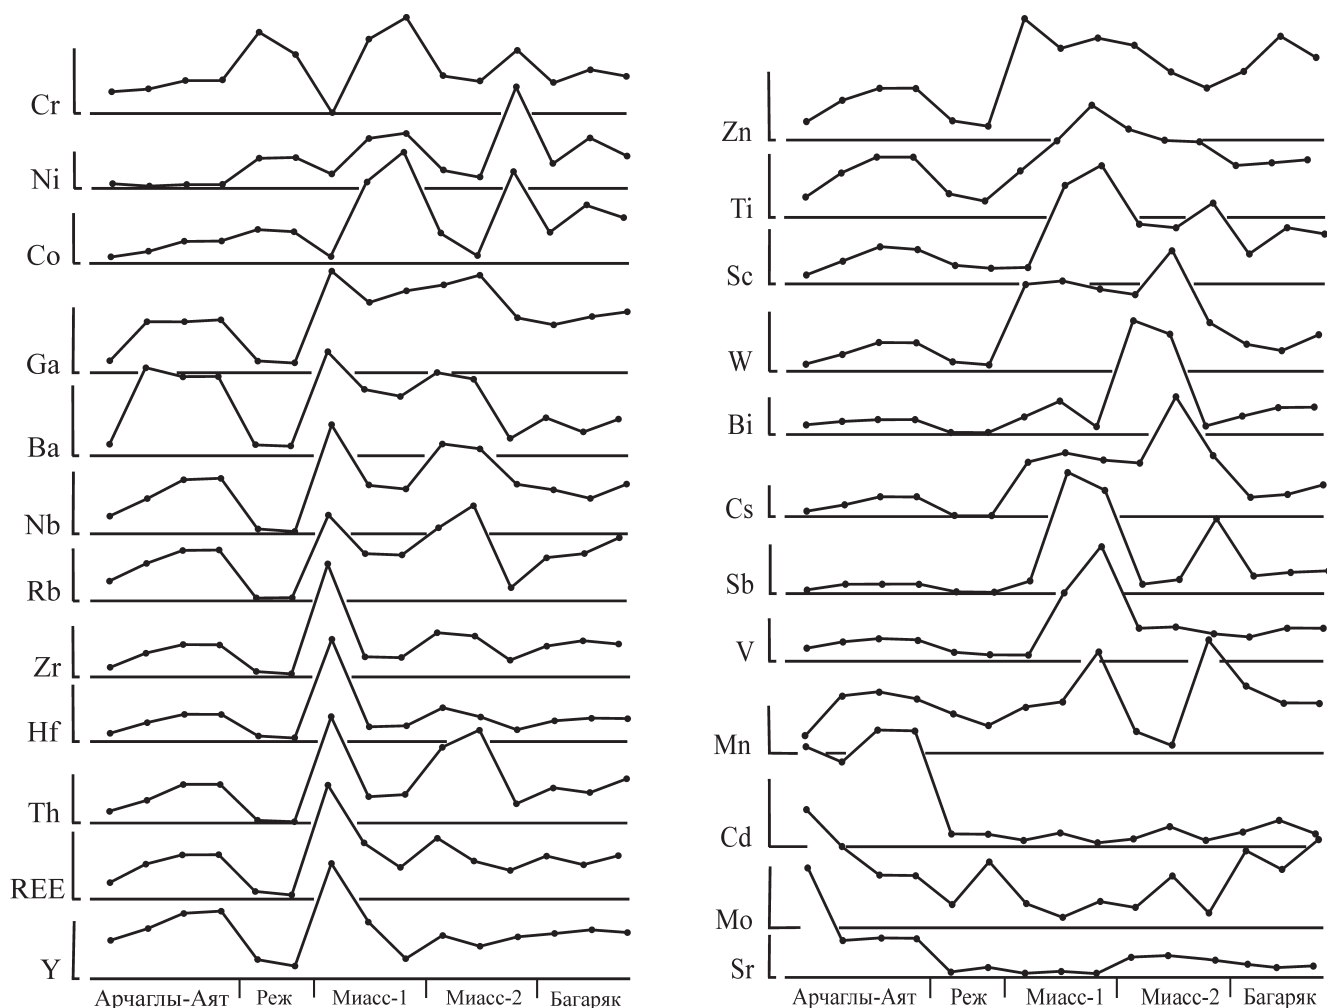 Cr
Ni
Co
Ga
Ba
Nb
Rb
Zr
Hf
Th
REE
Y
Арчаглы-Аят Реж Миасс-1 Миасс-2 Багаряк
Zn
Ti
Sc
W
Bi
Cs
Sb
V
Mn
Cd
Mo
Sr
Арчаглы-Аят Реж Миасс-1 Миасс-2 Багаряк